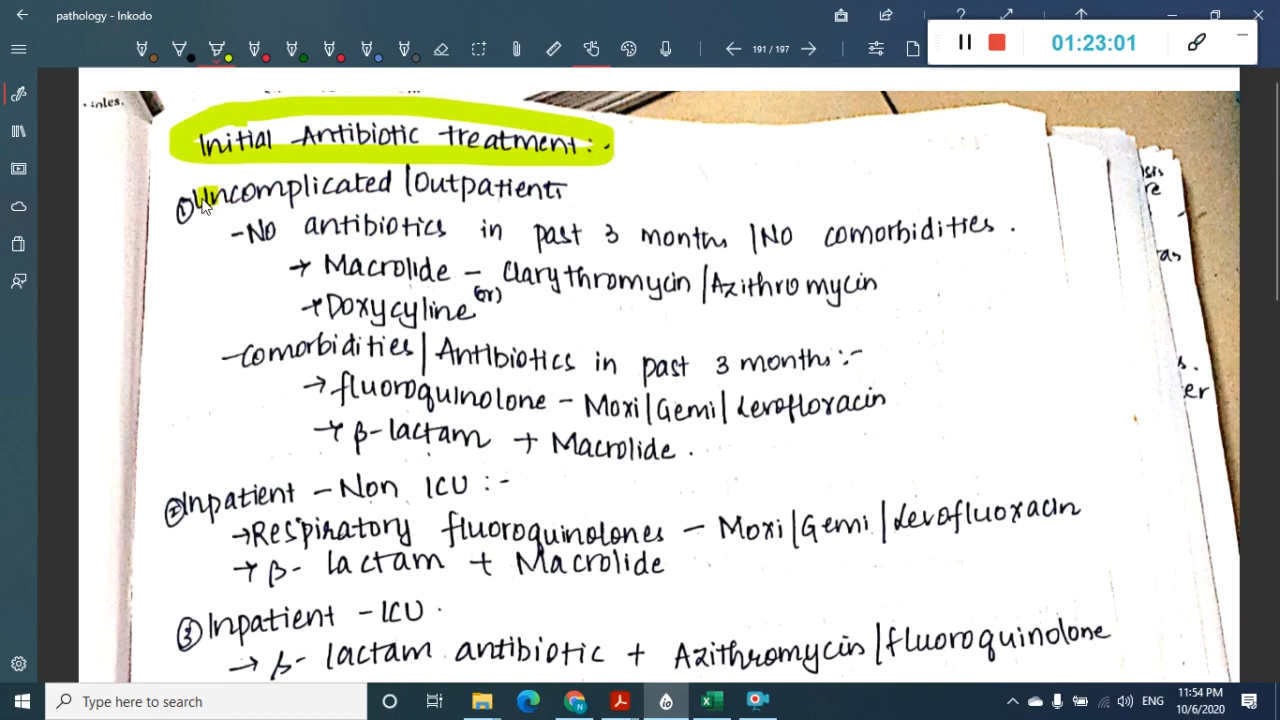 pathology - Inkodo
191 / 197
01:23:01
Initial Antibiotic treatment:-
① Uncomplicated | Outpatient
- No antibiotics in past 3 months | No comorbidities .
→ Macrolide - Clarythromycin / Azithromycin
→ Doxycyline (or)
- Comorbidities | Antibiotics in past 3 months:-
→ fluoroquinolone - Moxi | Gemi | Levofloxacin
→ β-lactam + Macrolide .
② Inpatient - Non ICU :-
→ Respiratory fluoroquinolones - Moxi | Gemi | Levofluoxacin
→ β- lactam + Macrolide
③ Inpatient - ICU .
→ β- lactam antibiotic + Azithromycin | fluoroquinolone
er
Type here to search
ENG
11:54 PM
10/6/2020